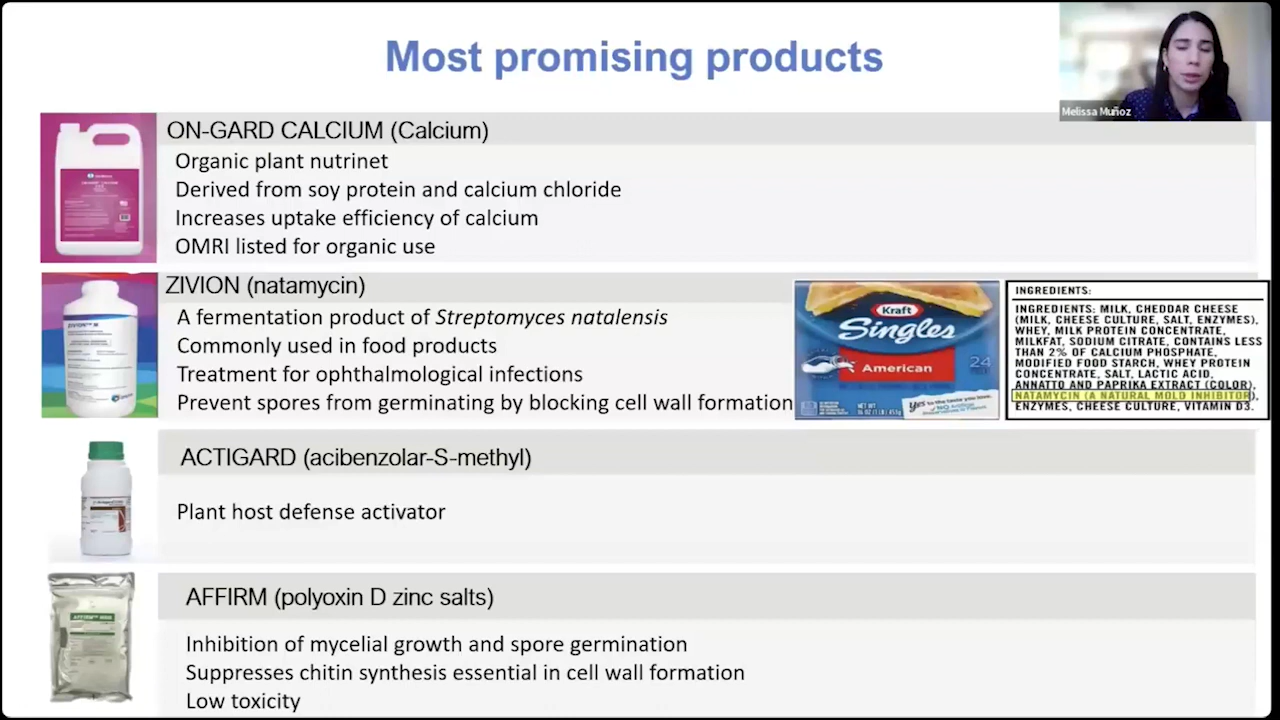 Most promising products
Melissa Muñoz
ON-GARD CALCIUM (Calcium)
Organic plant nutrinet
Derived from soy protein and calcium chloride
Increases uptake efficiency of calcium
OMRI listed for organic use
ZIVION (natamycin)
A fermentation product of Streptomyces natalensis
Commonly used in food products
Treatment for ophthalmological infections
Prevent spores from germinating by blocking cell wall formation
Kraft
Singles
American
24
INGREDIENTS:
INGREDIENTS: MILK, CHEDDAR CHEESE
(MILK, CHEESE CULTURE, SALT, ENZYMES),
WHEY, MILK PROTEIN CONCENTRATE,
MILKFAT, SODIUM CITRATE, CONTAINS LESS
THAN 2% OF CALCIUM PHOSPHATE,
MODIFIED FOOD STARCH, WHEY PROTEIN
CONCENTRATE, SALT, LACTIC ACID,
ANNATTO AND PAPRIKA EXTRACT (COLOR),
NATAMYCIN (A NATURAL MOLD INHIBITOR),
ENZYMES, CHEESE CULTURE, VITAMIN D3.
ACTIGARD (acibenzolar-S-methyl)
Plant host defense activator
AFFIRM (polyoxin D zinc salts)
Inhibition of mycelial growth and spore germination
Suppresses chitin synthesis essential in cell wall formation
Low toxicity